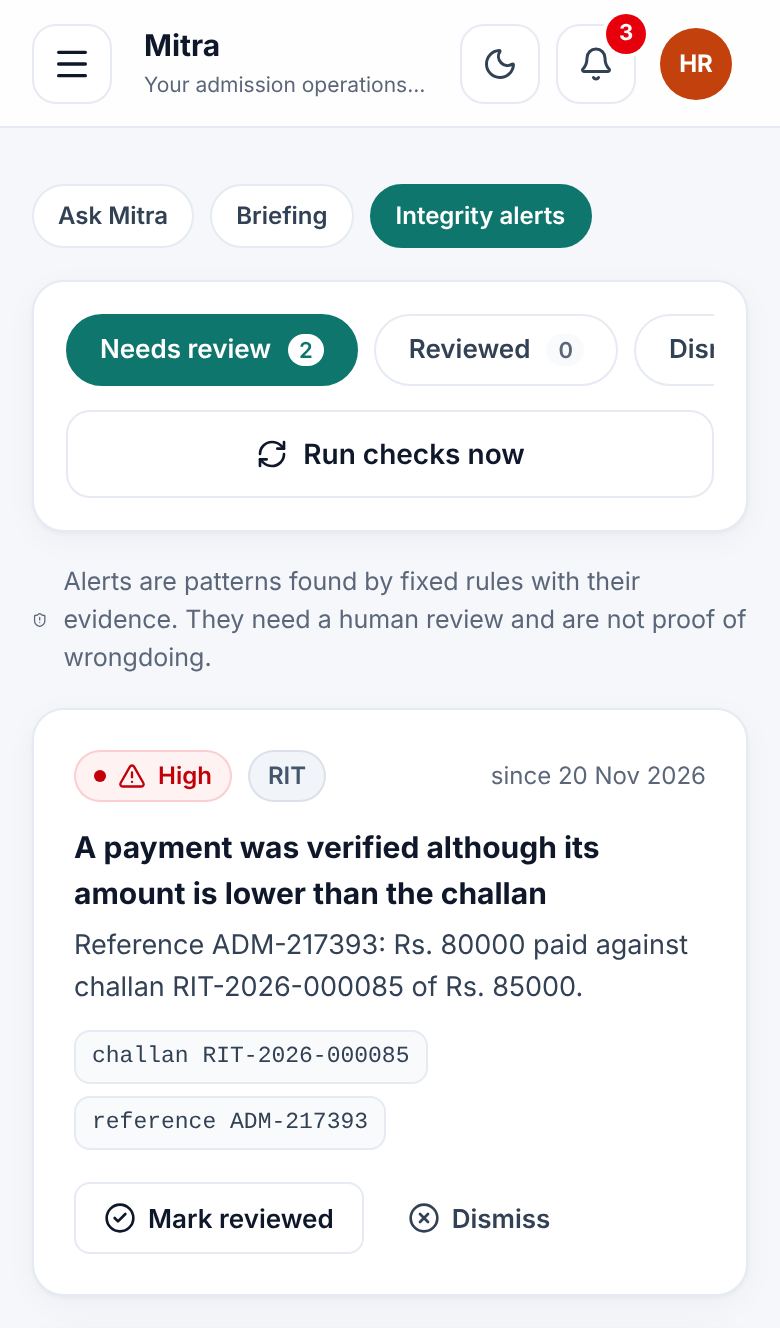 Mitra
Your admission operations...
3
HR
Ask Mitra
Briefing
Integrity alerts
Needs review 2
Reviewed 0
Run checks now
Alerts are patterns found by fixed rules with their
evidence. They need a human review and are not proof of
wrongdoing.
High
RIT
since 20 Nov 2026
A payment was verified although its
amount is lower than the challan
Reference ADM-217393: Rs. 80000 paid against
challan RIT-2026-000085 of Rs. 85000.
challan RIT-2026-000085
reference ADM-217393
Mark reviewed
Dismiss